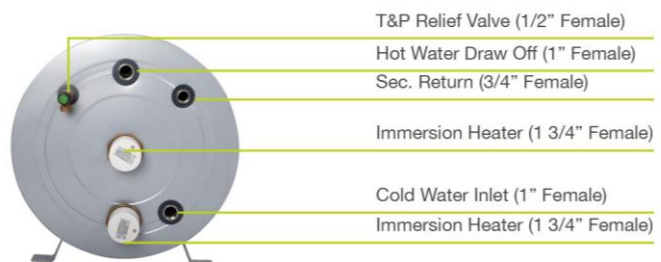 T&P Relief Valve (1/2” Female)
Hot Water Draw Off (1” Female)
Sec. Return (3/4” Female)
Immersion Heater (1 3/4” Female)
Cold Water Inlet (1” Female)
Immersion Heater (1 3/4” Female)